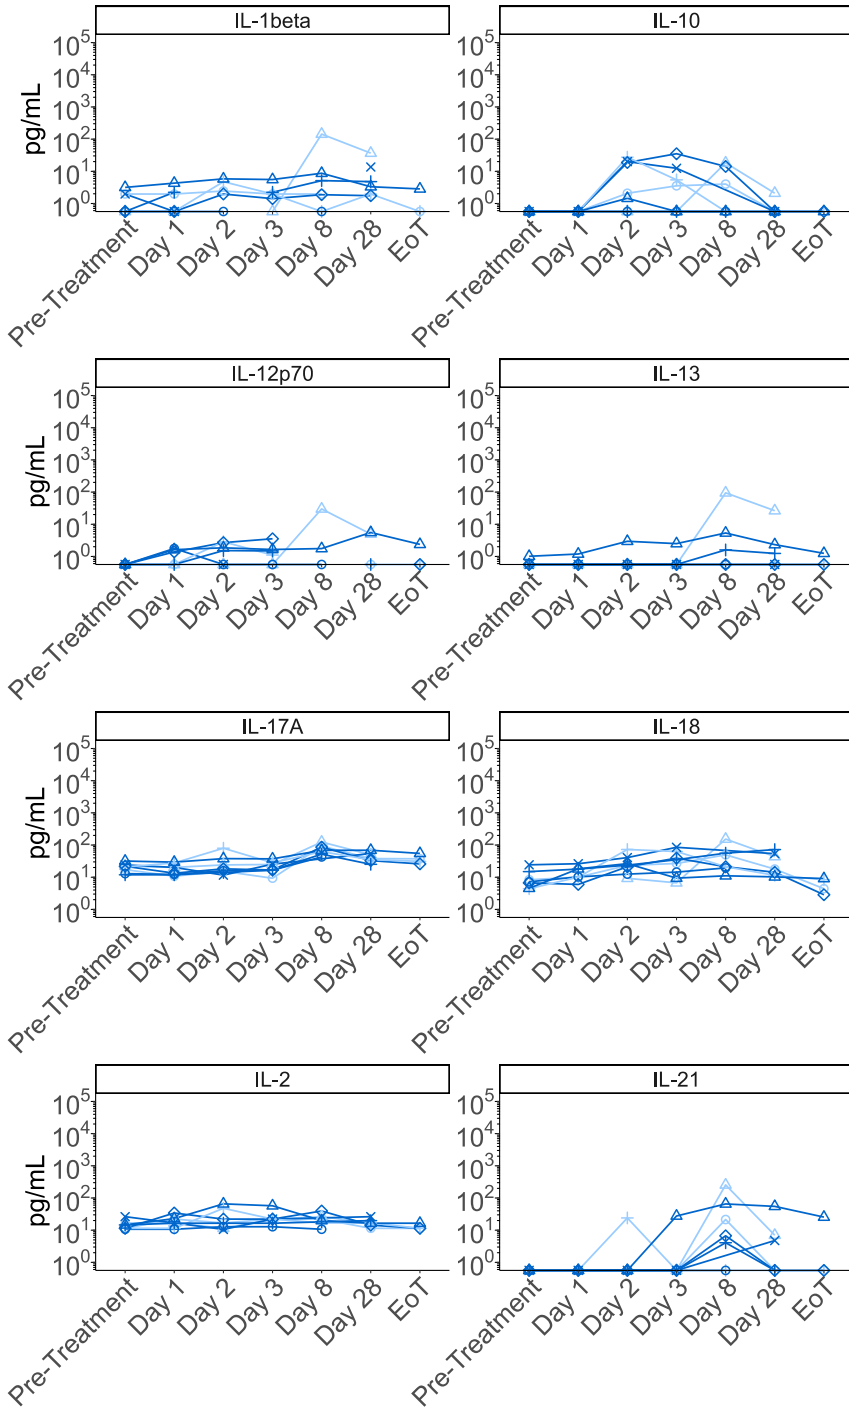 IL-1beta IL-10
10⁵ 10⁵
10⁴ 10⁴
10³ 10³
10² 10²
10¹ 10¹
10⁰ 10⁰
pg/mL
Pre-Treatment Day 1 Day 2 Day 3 Day 8 Day 28 EoT Pre-Treatment Day 1 Day 2 Day 3 Day 8 Day 28 EoT
IL-12p70 IL-13
10⁵ 10⁵
10⁴ 10⁴
10³ 10³
10² 10²
10¹ 10¹
10⁰ 10⁰
pg/mL
Pre-Treatment Day 1 Day 2 Day 3 Day 8 Day 28 EoT Pre-Treatment Day 1 Day 2 Day 3 Day 8 Day 28 EoT
IL-17A IL-18
10⁵ 10⁵
10⁴ 10⁴
10³ 10³
10² 10²
10¹ 10¹
10⁰ 10⁰
pg/mL
Pre-Treatment Day 1 Day 2 Day 3 Day 8 Day 28 EoT Pre-Treatment Day 1 Day 2 Day 3 Day 8 Day 28 EoT
IL-2 IL-21
10⁵ 10⁵
10⁴ 10⁴
10³ 10³
10² 10²
10¹ 10¹
10⁰ 10⁰
pg/mL
Pre-Treatment Day 1 Day 2 Day 3 Day 8 Day 28 EoT Pre-Treatment Day 1 Day 2 Day 3 Day 8 Day 28 EoT